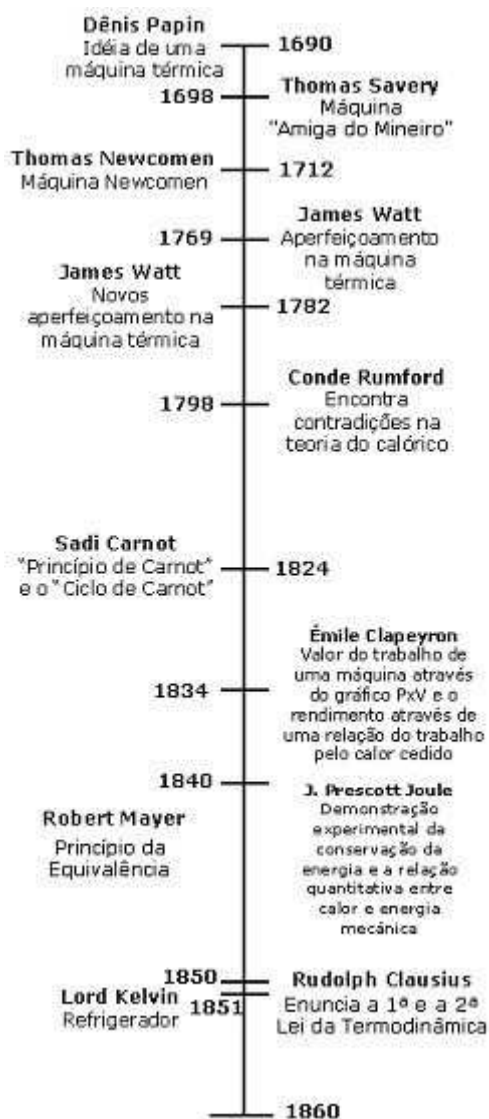 Dênis Papin
Idéia de uma
máquina térmica
1690
1698
Thomas Savery
Máquina
"Amiga do Mineiro"
Thomas Newcomen
Máquina Newcomen
1712
1769
James Watt
Aperfeiçoamento
na máquina
térmica
James Watt
Novos
aperfeiçoamento na
máquina térmica
1782
1798
Conde Rumford
Encontra
contradições na
teoria do calórico
Sadi Carnot
"Princípio de Carnot"
e o "Ciclo de Carnot"
1824
1834
Émile Clapeyron
Valor do trabalho de
uma máquina através
do gráfico PxV e o
rendimento através de
uma relação do trabalho
pelo calor cedido
1840
Robert Mayer
Princípio da
Equivalência
J. Prescott Joule
Demonstração
experimental da
conservação da
energia e a relação
quantitativa entre
calor e energia
mecânica
1850
Rudolph Clausius
Enuncia a 1ª e a 2ª
Lei da Termodinâmica
Lord Kelvin
Refrigerador
1851
1860